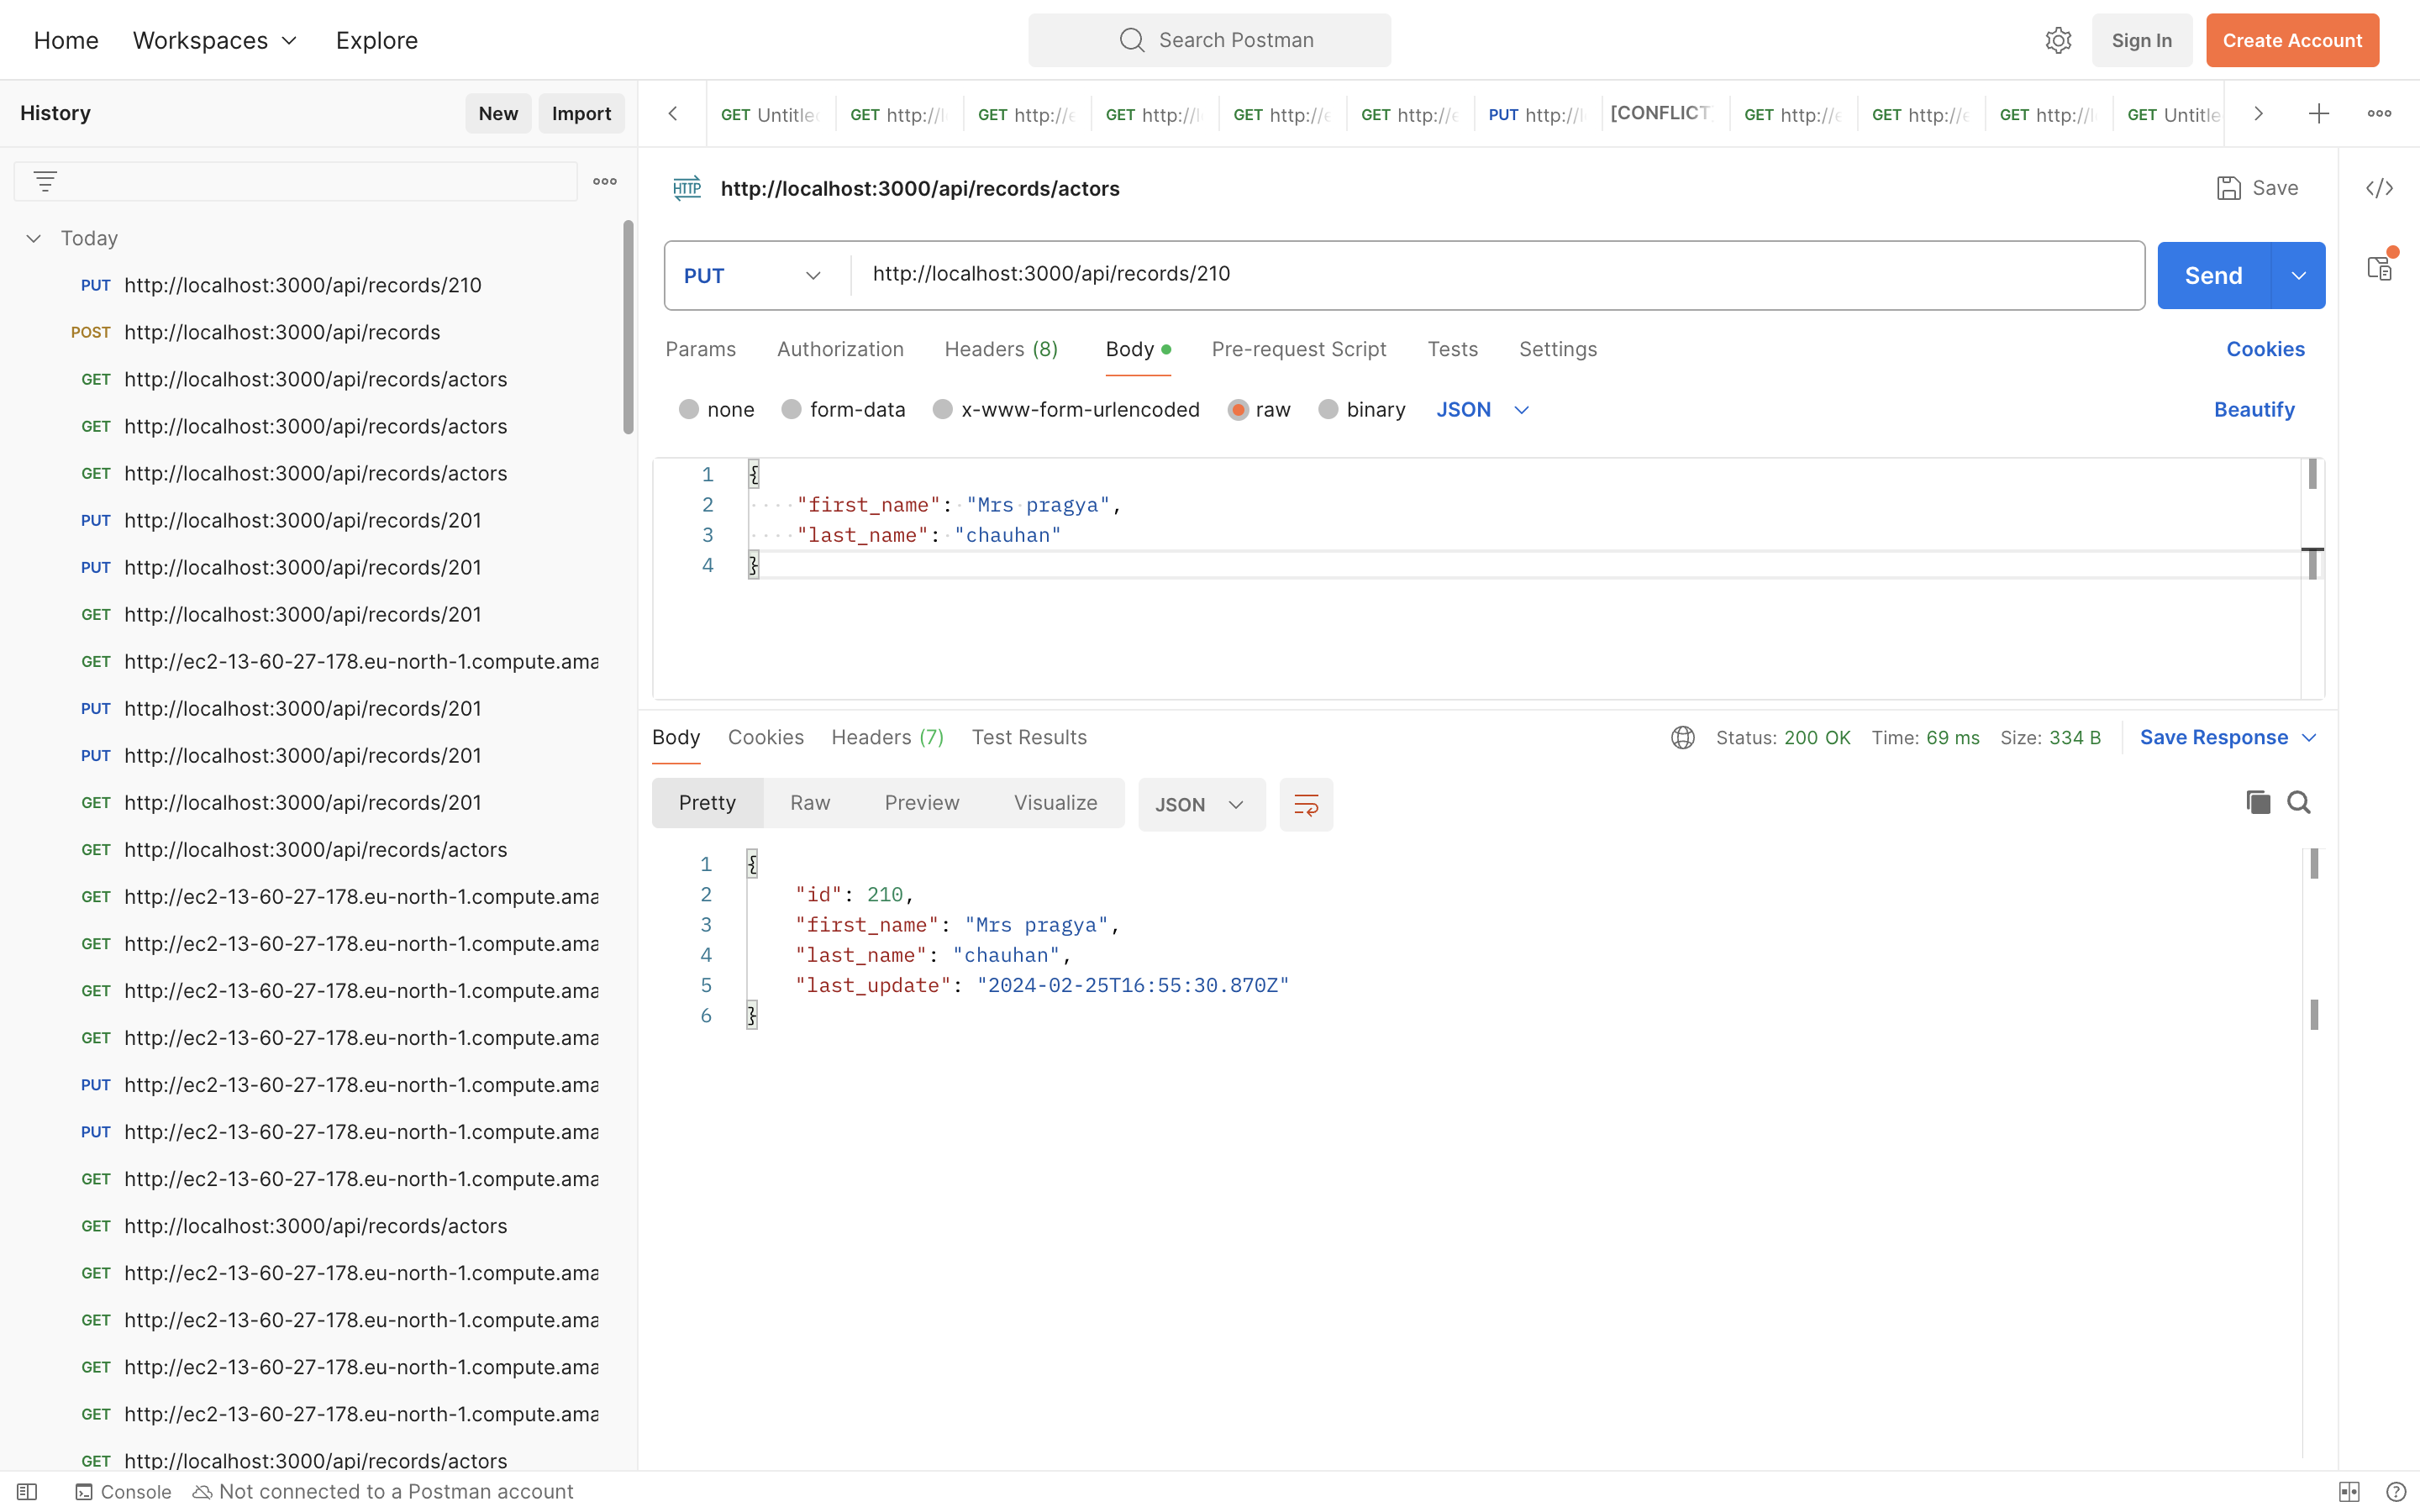 Home Workspaces Explore Search Postman Sign In Create Account
History New Import
GET Untitle GET http://l GET http://e GET http://l GET http://e GET http://e PUT http://l [CONFLICT GET http://e GET http://e GET http://l GET Untitle
HTTP http://localhost:3000/api/records/actors Save </>
Today
PUT http://localhost:3000/api/records/210
POST http://localhost:3000/api/records
GET http://localhost:3000/api/records/actors
GET http://localhost:3000/api/records/actors
GET http://localhost:3000/api/records/actors
PUT http://localhost:3000/api/records/201
PUT http://localhost:3000/api/records/201
GET http://localhost:3000/api/records/201
GET http://ec2-13-60-27-178.eu-north-1.compute.ama
PUT http://localhost:3000/api/records/201
PUT http://localhost:3000/api/records/201
GET http://localhost:3000/api/records/201
GET http://localhost:3000/api/records/actors
GET http://ec2-13-60-27-178.eu-north-1.compute.ama
GET http://ec2-13-60-27-178.eu-north-1.compute.ama
GET http://ec2-13-60-27-178.eu-north-1.compute.ama
GET http://ec2-13-60-27-178.eu-north-1.compute.ama
PUT http://ec2-13-60-27-178.eu-north-1.compute.ama
PUT http://ec2-13-60-27-178.eu-north-1.compute.ama
GET http://ec2-13-60-27-178.eu-north-1.compute.ama
GET http://localhost:3000/api/records/actors
GET http://ec2-13-60-27-178.eu-north-1.compute.ama
GET http://ec2-13-60-27-178.eu-north-1.compute.ama
GET http://ec2-13-60-27-178.eu-north-1.compute.ama
GET http://ec2-13-60-27-178.eu-north-1.compute.ama
GET http://localhost:3000/api/records/actors
PUT http://localhost:3000/api/records/210 Send
Params Authorization Headers (8) Body Pre-request Script Tests Settings Cookies
none form-data x-www-form-urlencoded raw binary JSON Beautify
1 {
2 "first_name": "Mrs pragya",
3 "last_name": "chauhan"
4 }
Body Cookies Headers (7) Test Results Status: 200 OK Time: 69 ms Size: 334 B Save Response
Pretty Raw Preview Visualize JSON
1 {
2 "id": 210,
3 "first_name": "Mrs pragya",
4 "last_name": "chauhan",
5 "last_update": "2024-02-25T16:55:30.870Z"
6 }
Console Not connected to a Postman account